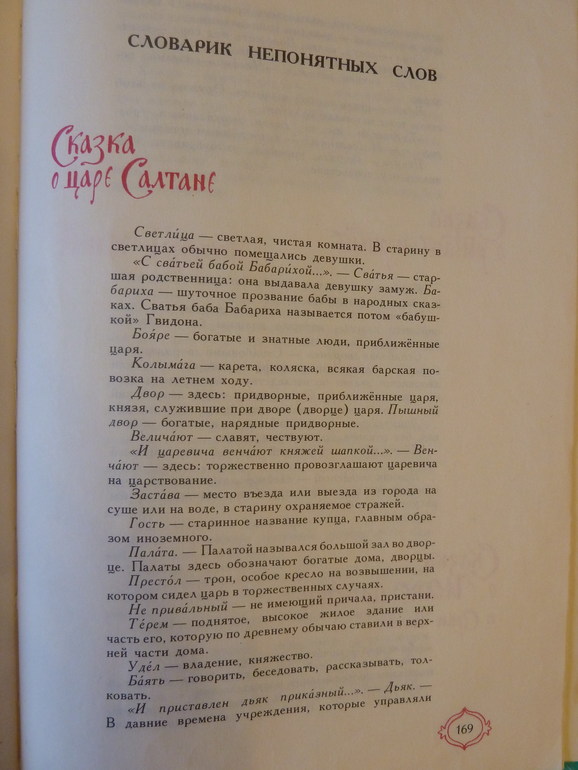 СЛОВАРИК НЕПОНЯТНЫХ СЛОВ
Сказка
о царе Салтане
Светли́ца — светлая, чистая комната. В старину в
светлицах обычно помещались девушки.
«С сва́тьей бабой Бабари́хой...». — Сва́тья — стар-
шая родственница: она выдавала девушку замуж. Ба-
бариха — шуточное прозвание бабы в народных сказ-
ках. Сватья баба Бабариха называется потом «бабуш-
кой» Гвидона.
Боя́ре — богатые и знатные люди, приближённые
царя.
Колыма́га — карета, коляска, всякая барская по-
возка на летнем ходу.
Двор — здесь: придворные, приближённые царя,
князя, служившие при дворе (дворце) царя. Пышный
двор — богатые, нарядные придворные.
Велича́ют — славят, чествуют.
«И царевича венчают княжей шапкой...». — Вен-
ча́ют — здесь: торжественно провозглашают царевича
на царствование.
Заста́ва — место въезда или выезда из города на
суше или на воде, в старину охраняемое стражей.
Гость — старинное название купца, главным обра-
зом иноземного.
Пала́та. — Палатой назывался большой зал во двор-
це. Палаты здесь обозначают богатые дома, дворцы.
Престо́л — трон, особое кресло на возвышении, на
котором сидел царь в торжественных случаях.
Не прива́льный — не имеющий причала, пристани.
Те́рем — поднятое, высокое жилое здание или
часть его, которую по древнему обычаю ставили в верх-
ней части дома.
Уде́л — владение, княжество.
Ба́ять — говорить, беседовать, рассказывать, тол-
ковать.
«И приставлен дьяк прика́зный...». — Дьяк. —
В давние времена учреждения, которые управляли
169